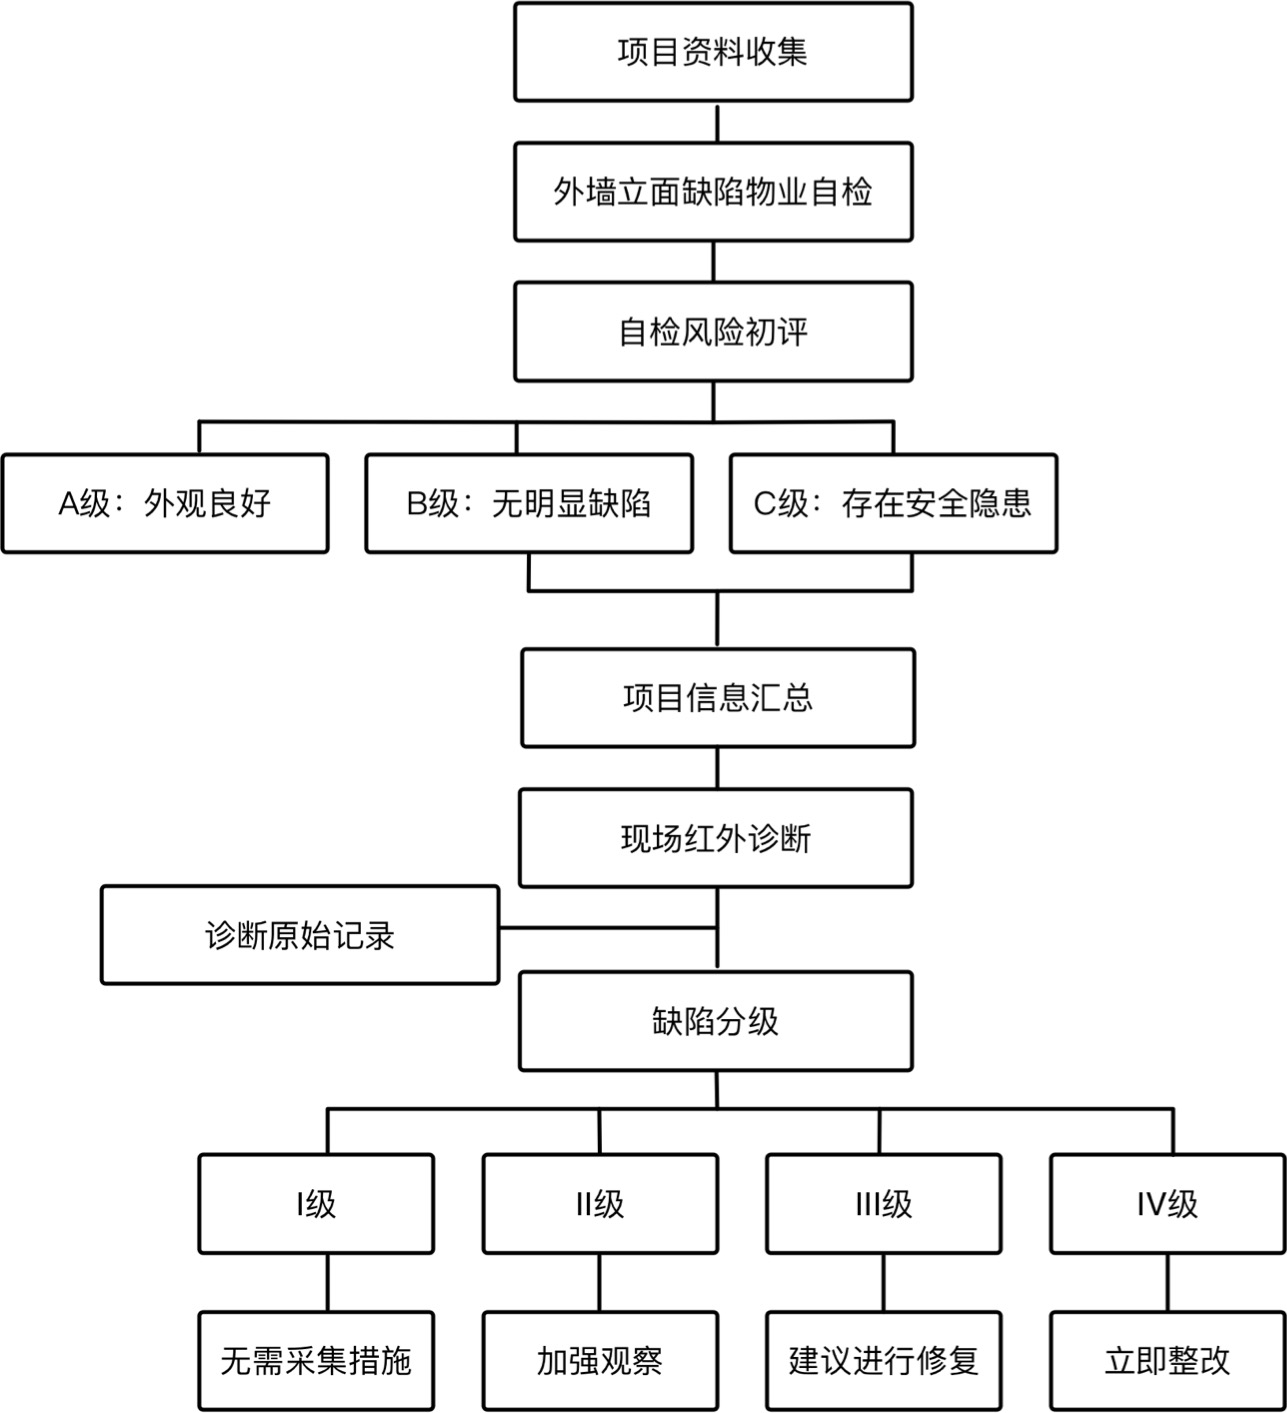 项目资料收集
外墙立面缺陷物业自检
自检风险初评
A级：外观良好
B级：无明显缺陷
C级：存在安全隐患
项目信息汇总
现场红外诊断
诊断原始记录
缺陷分级
I级
II级
III级
IV级
无需采集措施
加强观察
建议进行修复
立即整改